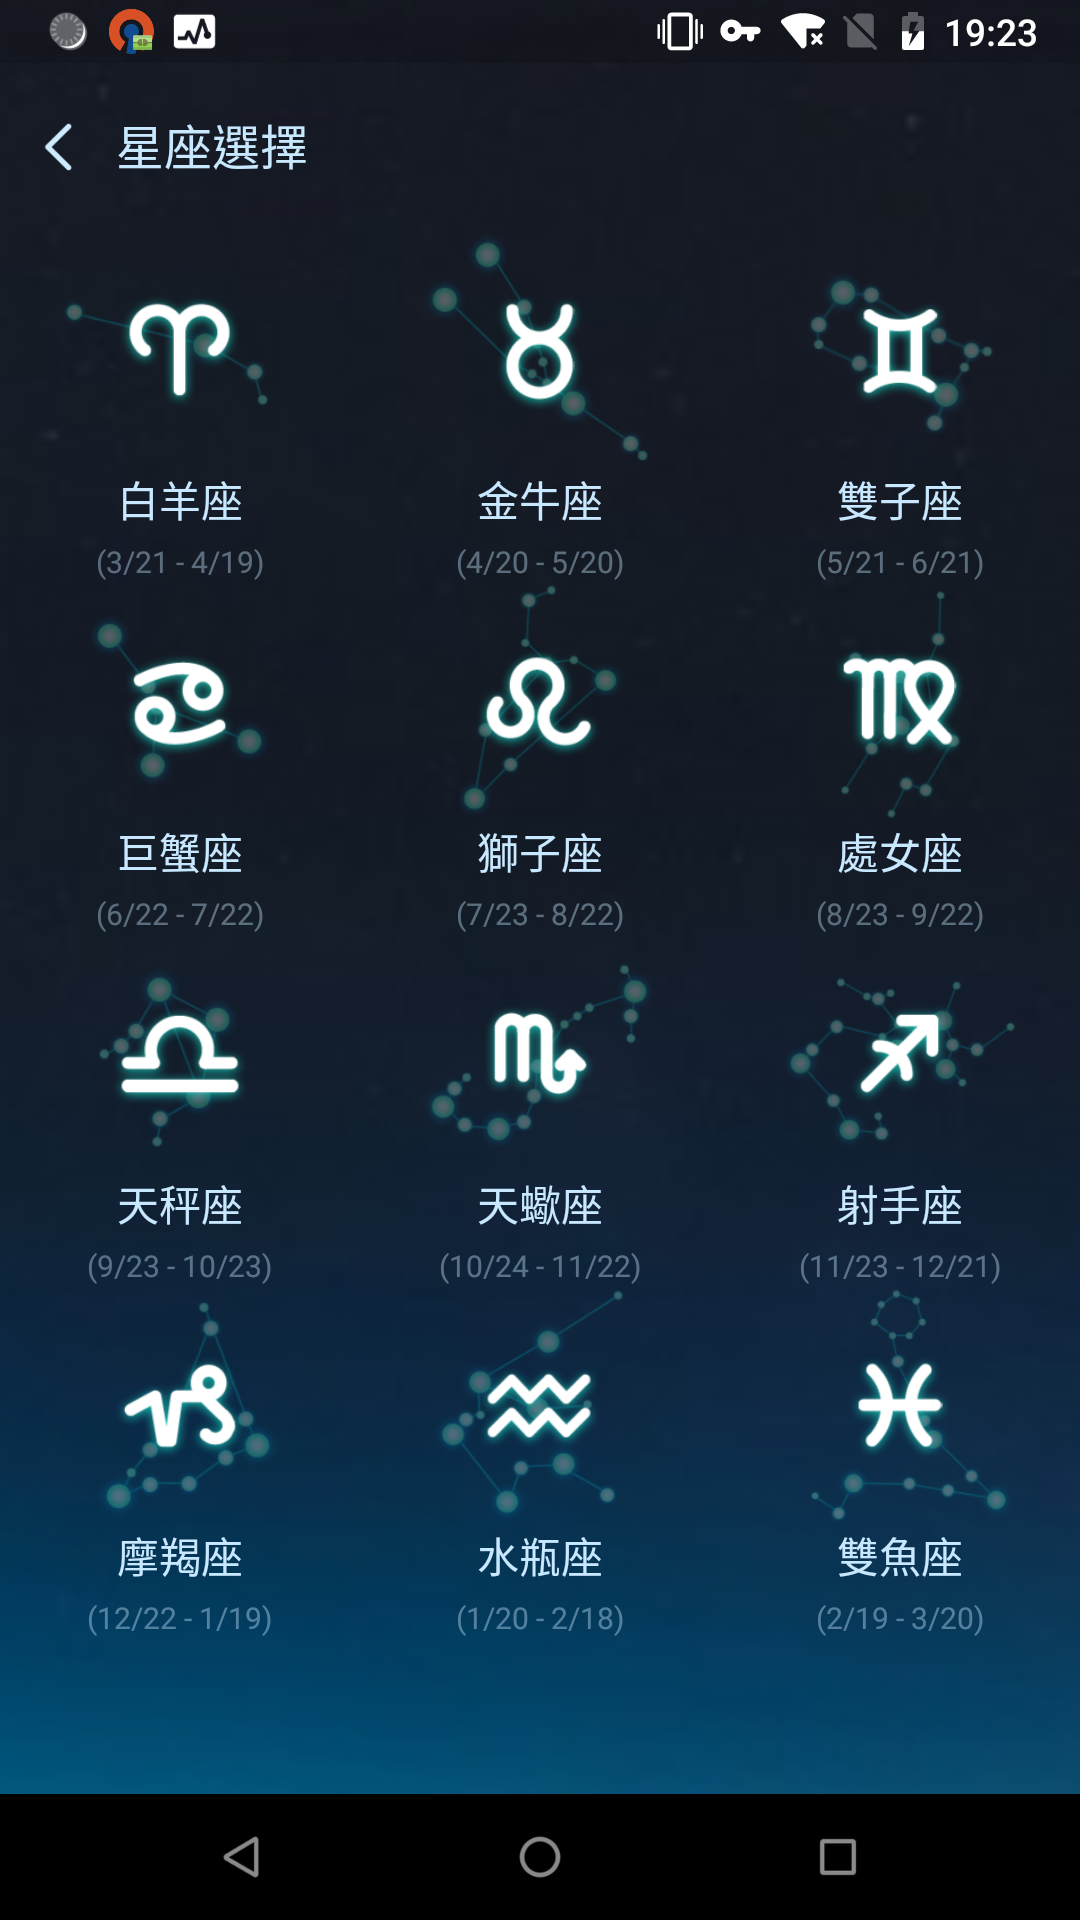 19:23
星座選擇
白羊座 金牛座 雙子座
(3/21 - 4/19) (4/20 - 5/20) (5/21 - 6/21)
巨蟹座 獅子座 處女座
(6/22 - 7/22) (7/23 - 8/22) (8/23 - 9/22)
天秤座 天蠍座 射手座
(9/23 - 10/23) (10/24 - 11/22) (11/23 - 12/21)
摩羯座 水瓶座 雙魚座
(12/22 - 1/19) (1/20 - 2/18) (2/19 - 3/20)